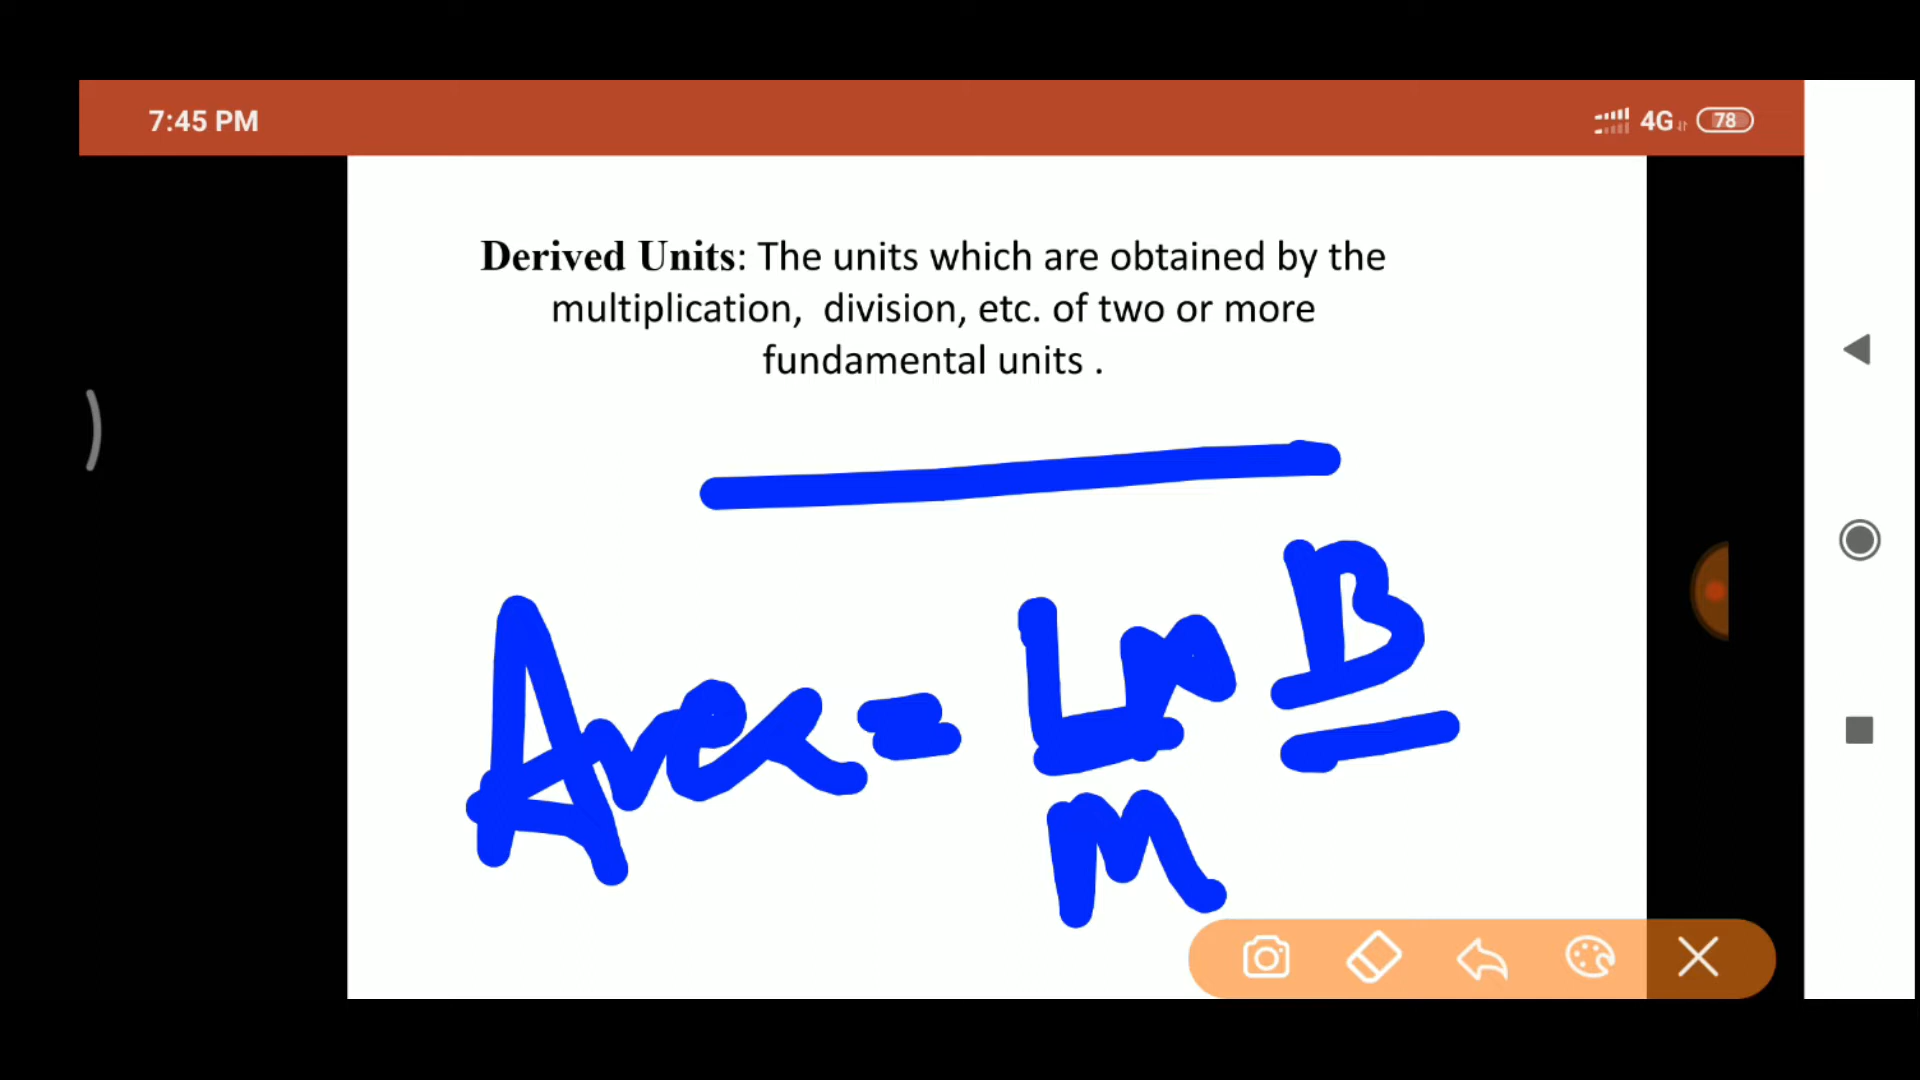 7:45 PM 4G 78
Derived Units: The units which are obtained by the
multiplication, division, etc. of two or more
fundamental units .
Area = L B
M